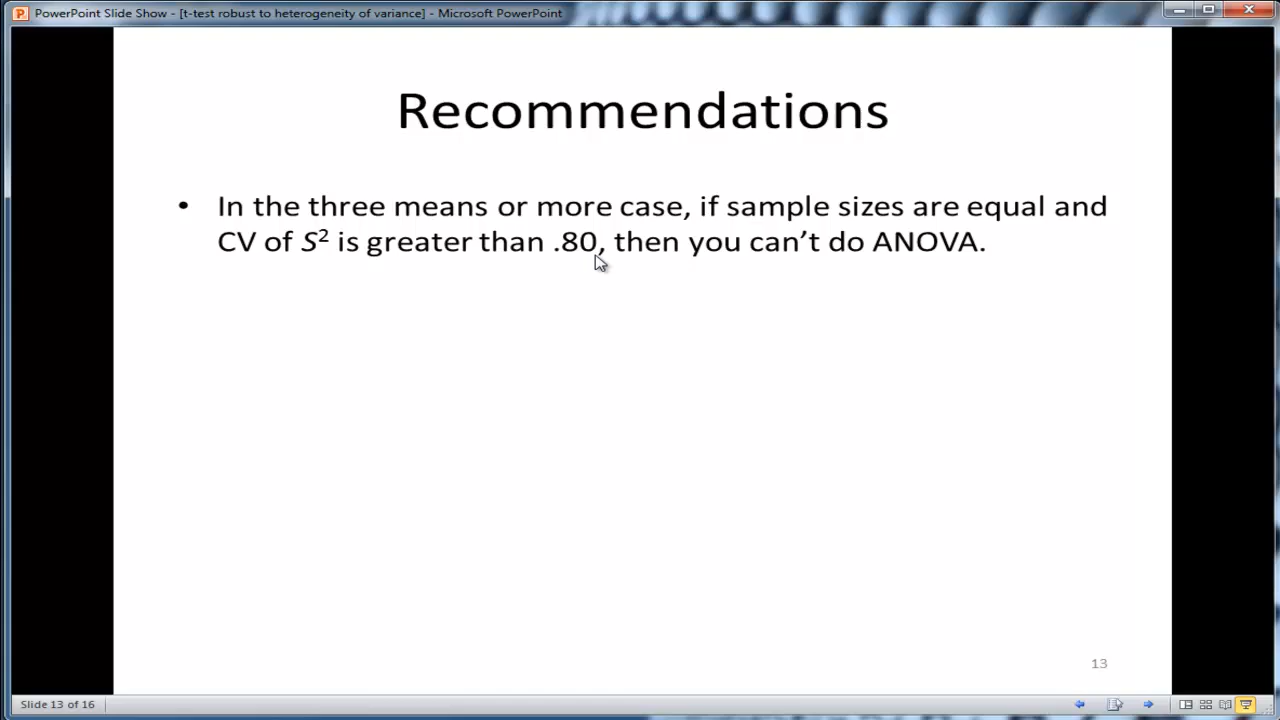 PowerPoint Slide Show - [t-test robust to heterogeneity of variance] - Microsoft PowerPoint
Recommendations
• In the three means or more case, if sample sizes are equal and
CV of S² is greater than .80, then you can’t do ANOVA.
13
Slide 13 of 16